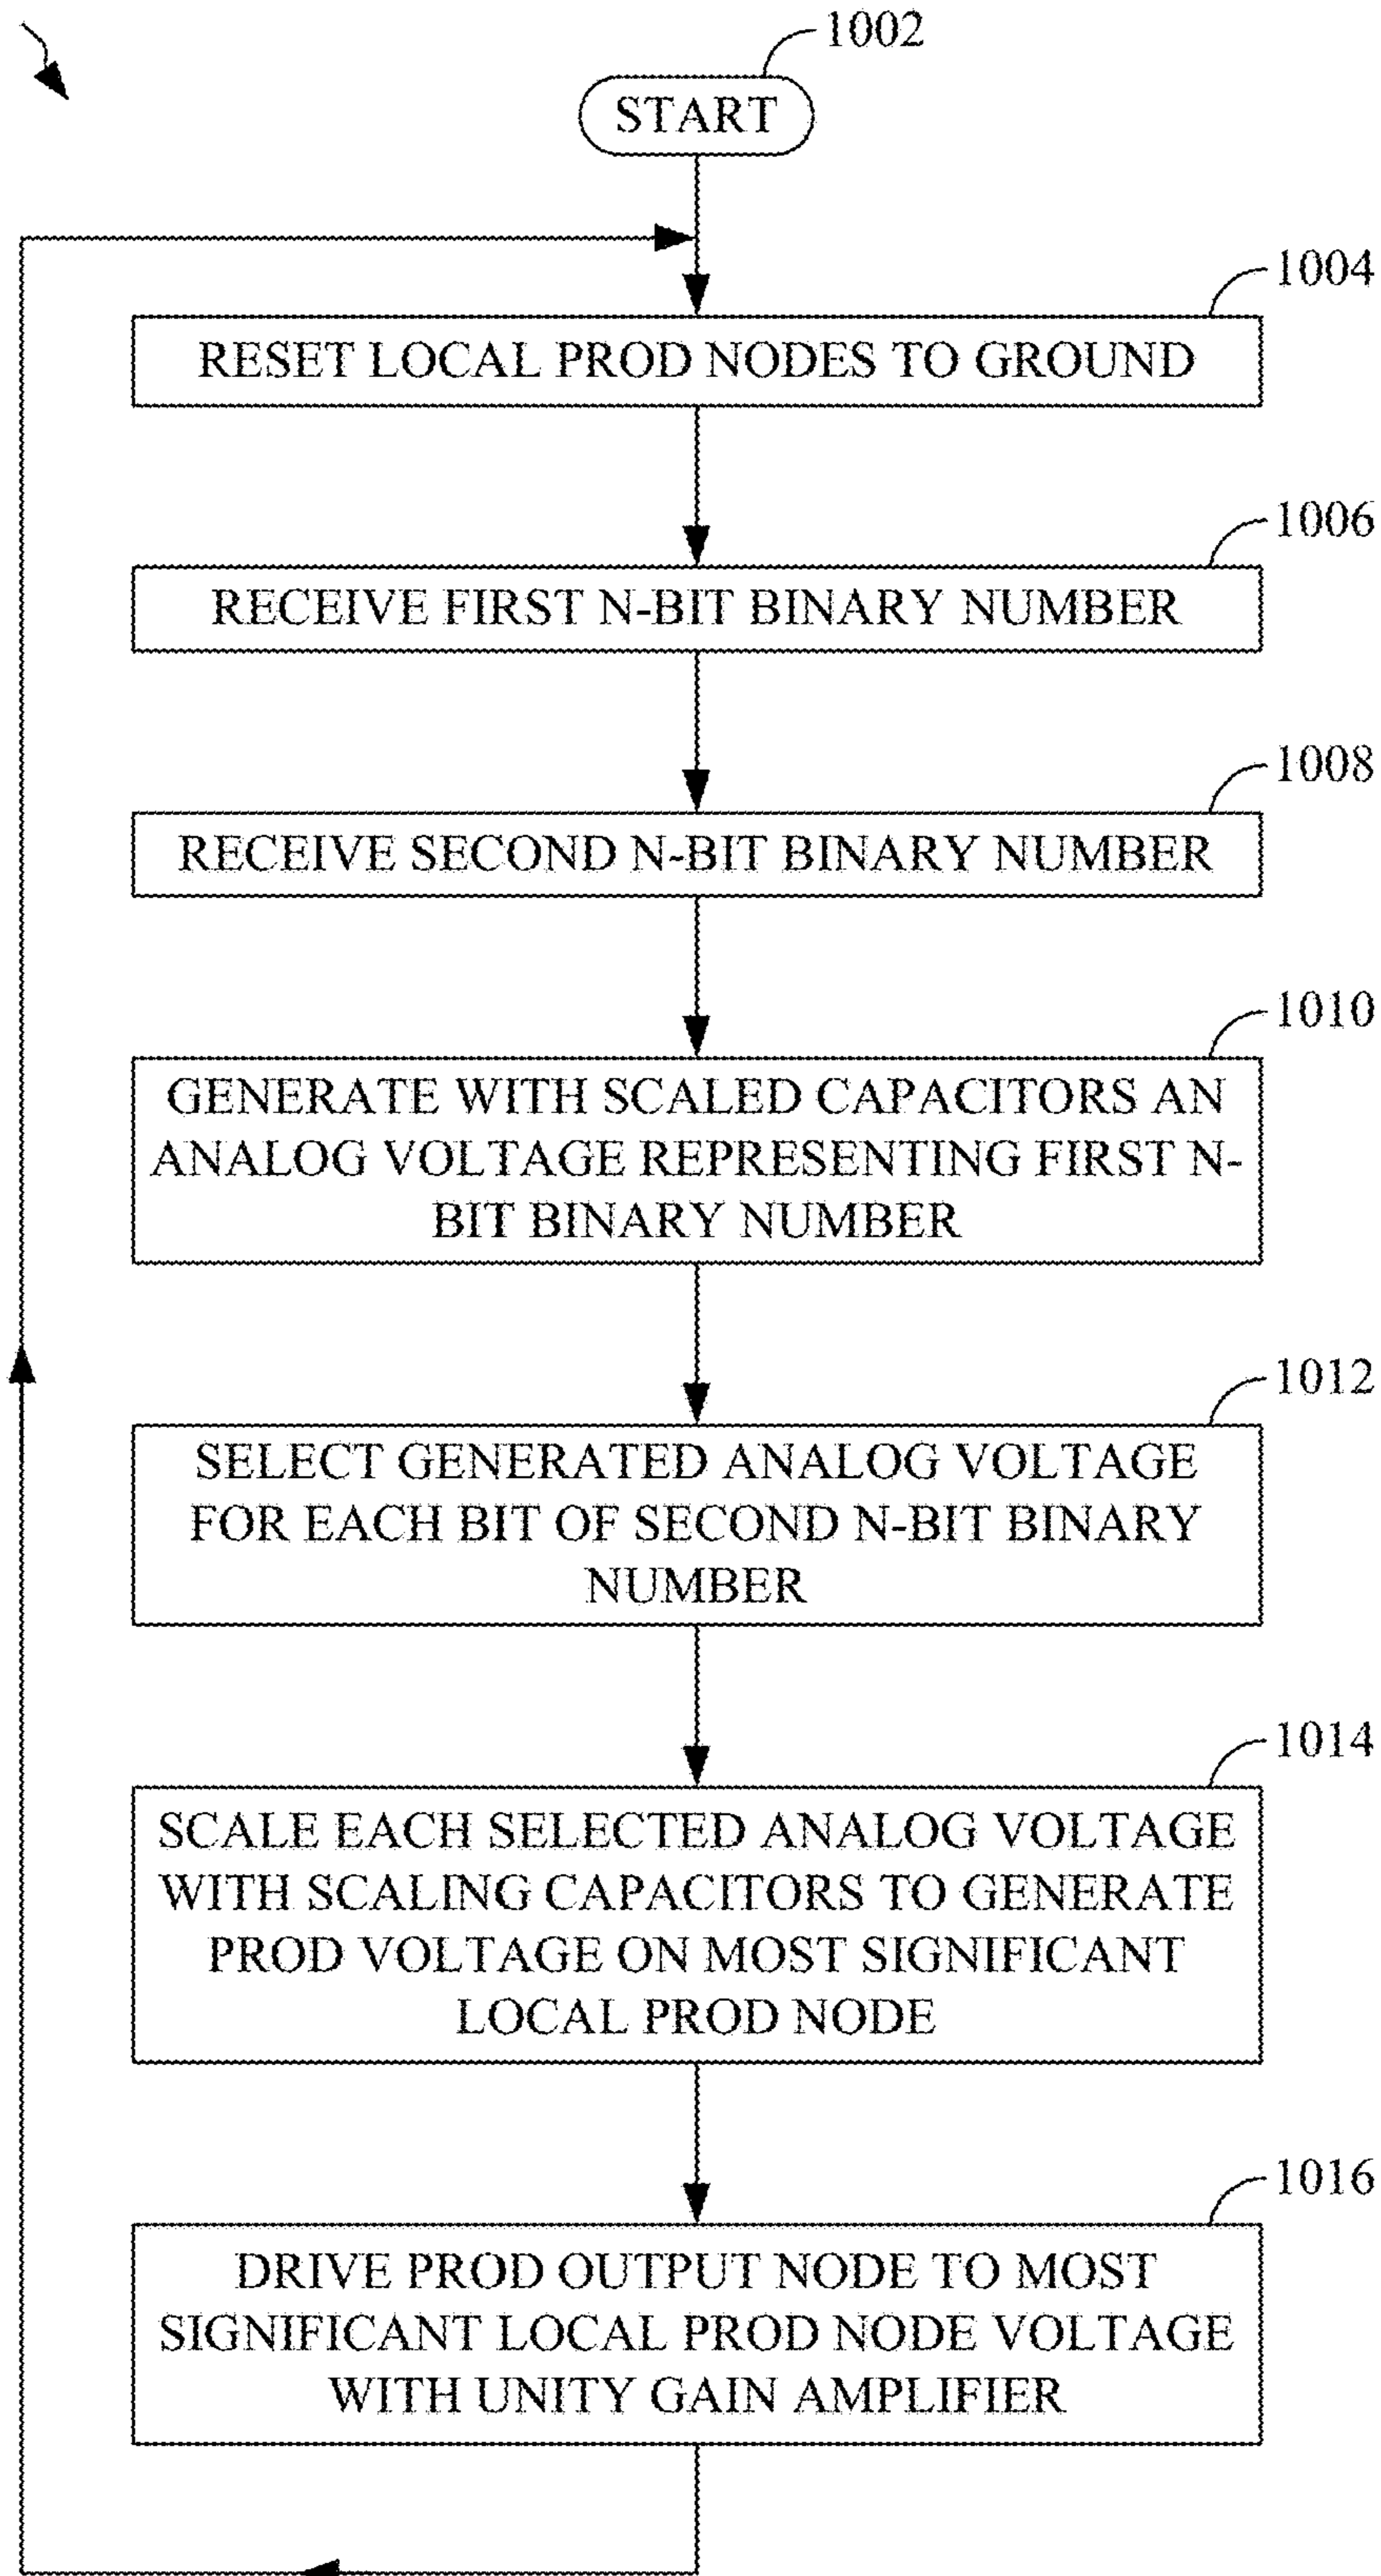 1002
START
1004
RESET LOCAL PROD NODES TO GROUND
1006
RECEIVE FIRST N-BIT BINARY NUMBER
1008
RECEIVE SECOND N-BIT BINARY NUMBER
1010
GENERATE WITH SCALED CAPACITORS AN
ANALOG VOLTAGE REPRESENTING FIRST N-
BIT BINARY NUMBER
1012
SELECT GENERATED ANALOG VOLTAGE
FOR EACH BIT OF SECOND N-BIT BINARY
NUMBER
1014
SCALE EACH SELECTED ANALOG VOLTAGE
WITH SCALING CAPACITORS TO GENERATE
PROD VOLTAGE ON MOST SIGNIFICANT
LOCAL PROD NODE
1016
DRIVE PROD OUTPUT NODE TO MOST
SIGNIFICANT LOCAL PROD NODE VOLTAGE
WITH UNITY GAIN AMPLIFIER